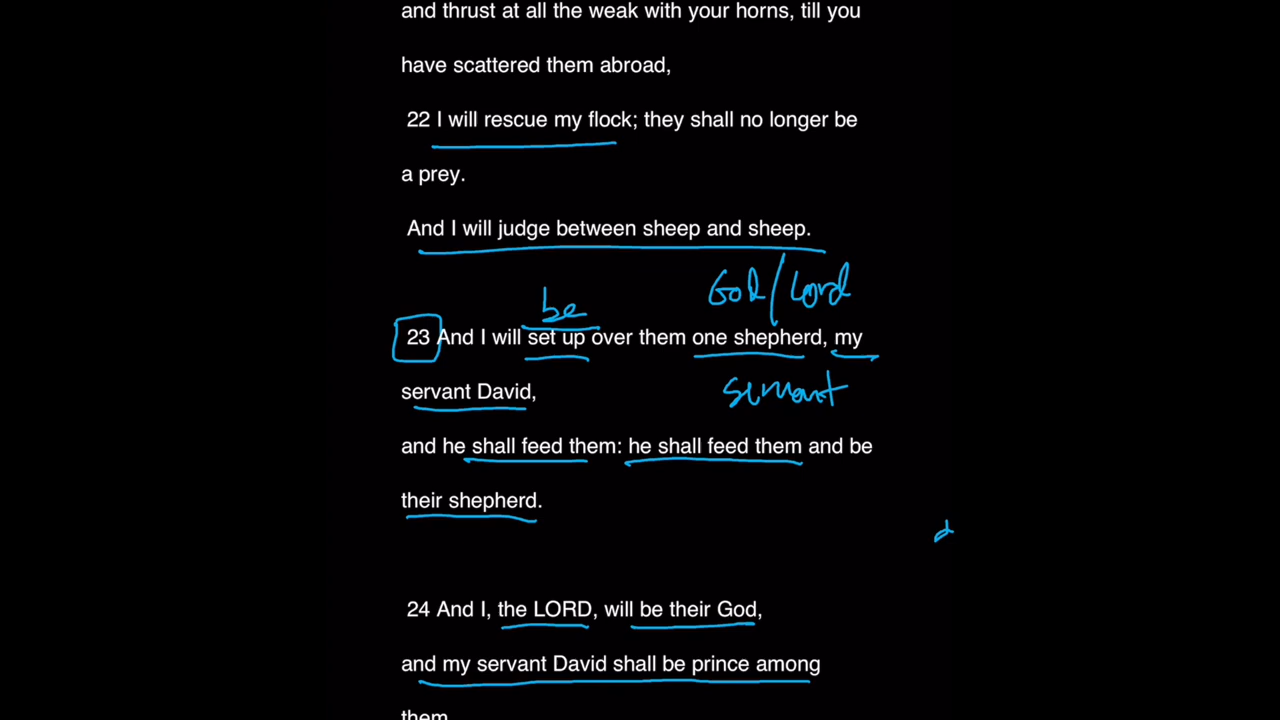 and thrust at all the weak with your horns, till you
have scattered them abroad,
22 I will rescue my flock; they shall no longer be
a prey.
And I will judge between sheep and sheep.
be
God/Lord
23 And I will set up over them one shepherd, my
servant David,
servant
and he shall feed them: he shall feed them and be
their shepherd.
24 And I, the LORD, will be their God,
and my servant David shall be prince among
them